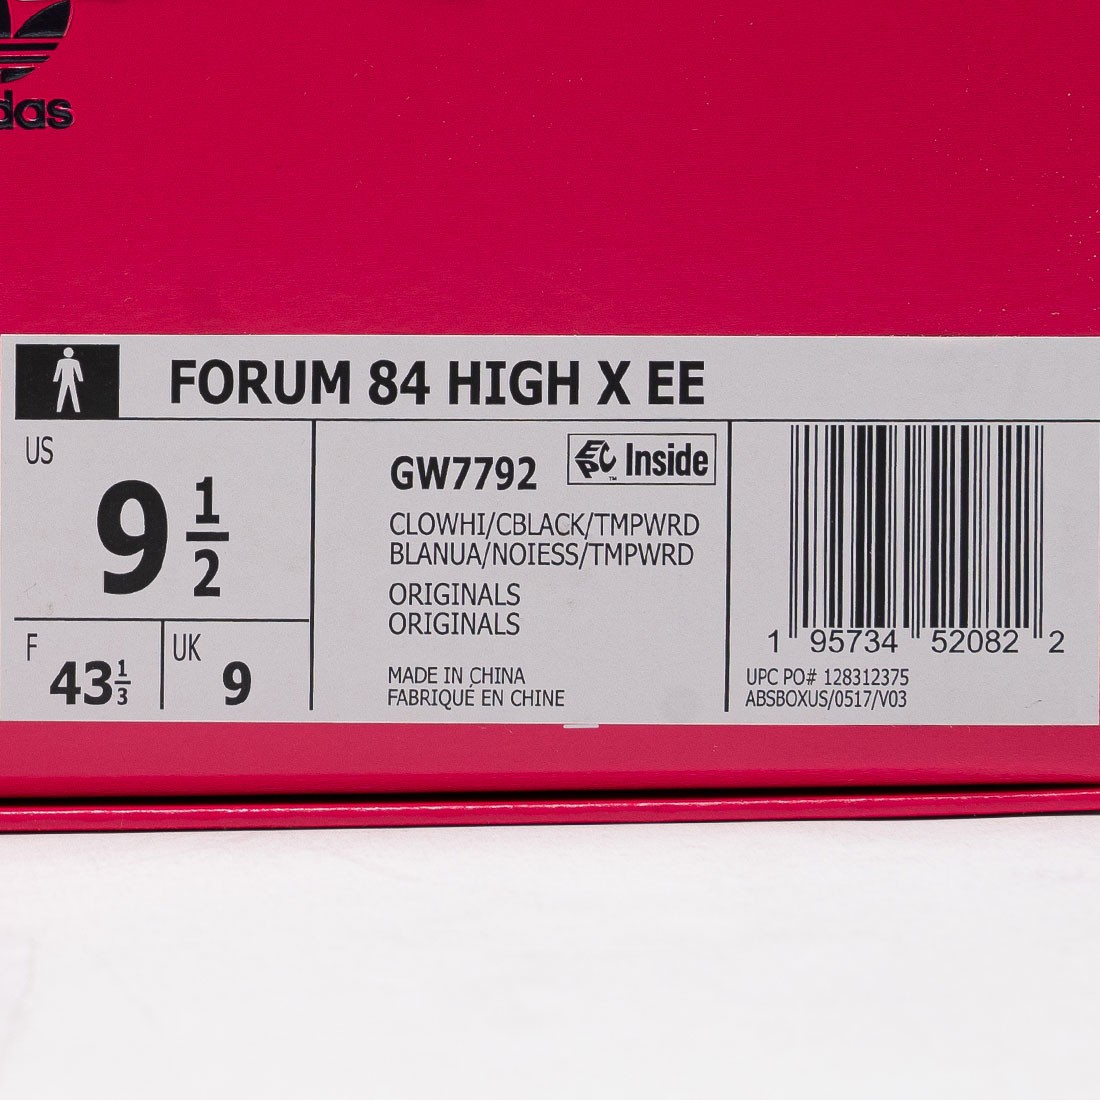 das
FORUM 84 HIGH X EE
US
9 1/2
F
43 1/3
UK
9
GW7792
EPC™ Inside
CLOWHI/CBLACK/TMPWRD
BLANUA/NOIESS/TMPWRD
ORIGINALS
ORIGINALS
MADE IN CHINA
FABRIQUÉ EN CHINE
1 95734 52082 2
UPC PO# 128312375
ABSBOXUS/0517/V03